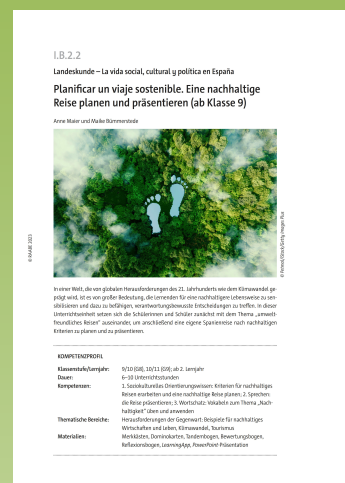 I.B.2.2
Landeskunde – La vida social, cultural y política en España
Planificar un viaje sostenible. Eine nachhaltige
Reise planen und präsentieren (ab Klasse 9)
Anne Maier und Maike Bümmerstede
© RAABE 2023
© Petmal/iStock/Getty Images Plus
In einer Welt, die von globalen Herausforderungen des 21. Jahrhunderts wie dem Klimawandel ge-
prägt wird, ist es von großer Bedeutung, die Lernenden für eine nachhaltigere Lebensweise zu sen-
sibilisieren und dazu zu befähigen, verantwortungsbewusste Entscheidungen zu treffen. In dieser
Unterrichtseinheit setzen sich die Schülerinnen und Schüler zunächst mit dem Thema „umwelt-
freundliches Reisen“ auseinander, um anschließend eine eigene Spanienreise nach nachhaltigen
Kriterien zu planen und zu präsentieren.
KOMPETENZPROFIL
Klassenstufe/Lernjahr: 9/10 (G8), 10/11 (G9); ab 2. Lernjahr
Dauer: 6–10 Unterrichtsstunden
Kompetenzen: 1. Soziokulturelles Orientierungswissen: Kriterien für nachhaltiges
Reisen erarbeiten und eine nachhaltige Reise planen; 2. Sprechen:
die Reise präsentieren; 3. Wortschatz: Vokabeln zum Thema „Nach-
haltigkeit“ üben und anwenden
Thematische Bereiche: Herausforderungen der Gegenwart: Beispiele für nachhaltiges
Wirtschaften und Leben, Klimawandel, Tourismus
Materialien: Merklisten, Dominokarten, Tandembogen, Bewertungsbogen,
Reflexionsbogen, LearningApp, PowerPoint-Präsentation